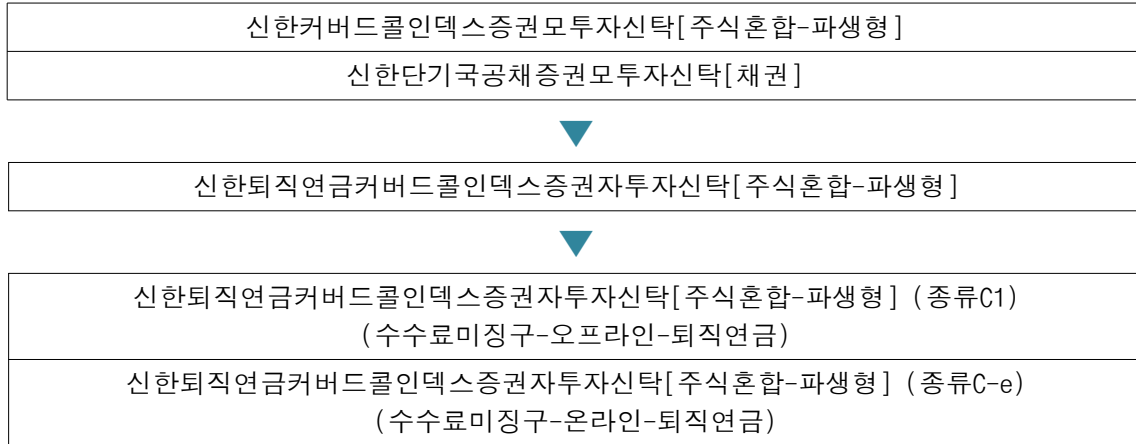 신한커버드콜인덱스증권모투자신탁[주식혼합-파생형]
신한단기국공채증권모투자신탁[채권]
신한퇴직연금커버드콜인덱스증권자투자신탁[주식혼합-파생형]
신한퇴직연금커버드콜인덱스증권자투자신탁[주식혼합-파생형] (종류C1)
(수수료미징구-오프라인-퇴직연금)
신한퇴직연금커버드콜인덱스증권자투자신탁[주식혼합-파생형] (종류C-e)
(수수료미징구-온라인-퇴직연금)